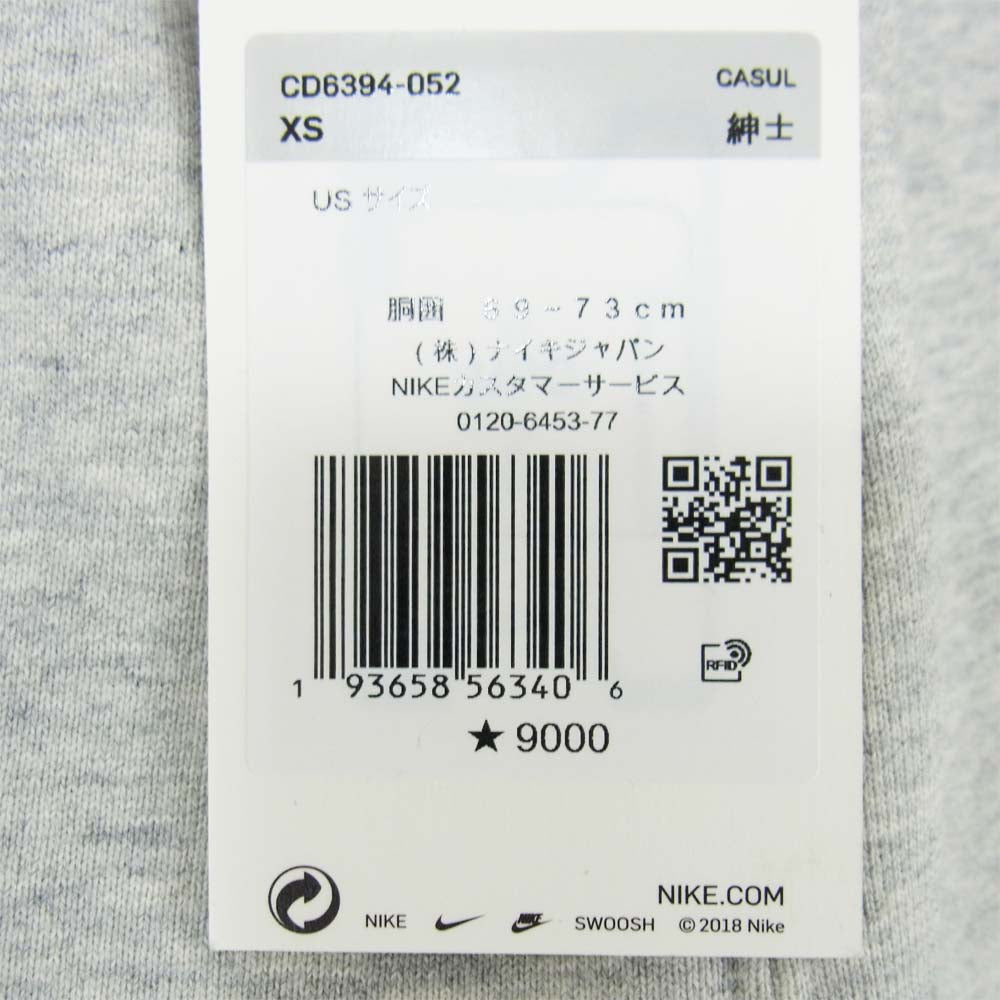 CD6394-052 CASUL
XS 紳士
US サイズ
胴囲 69~73cm
(株)ナイキジャパン
NIKEカスタマーサービス
0120-6453-77
1 93658 56340 6
RFID
★9000
NIKE.COM
NIKE NIKE SWOOSH ©2018 Nike